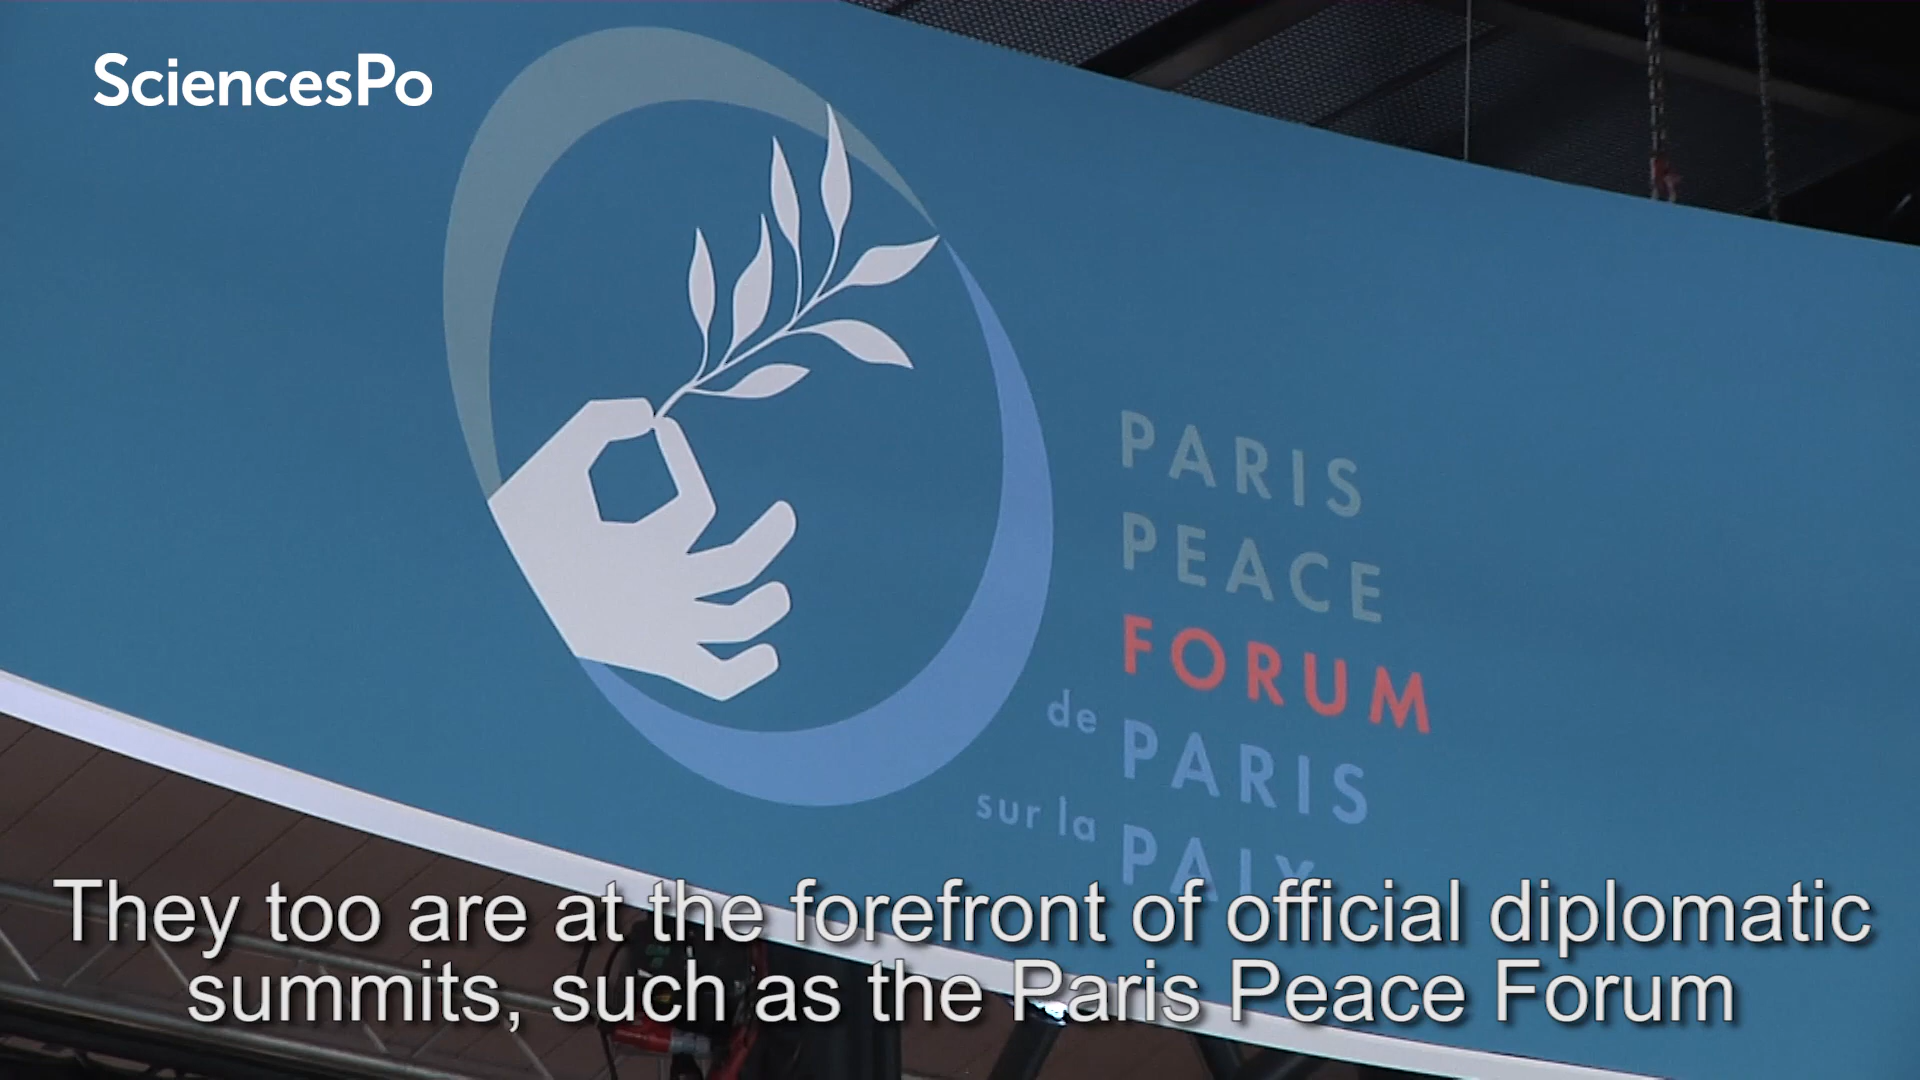 SciencesPo
PARIS
PEACE
FORUM
de PARIS
sur la PAIX
They too are at the forefront of official diplomatic
summits, such as the Paris Peace Forum